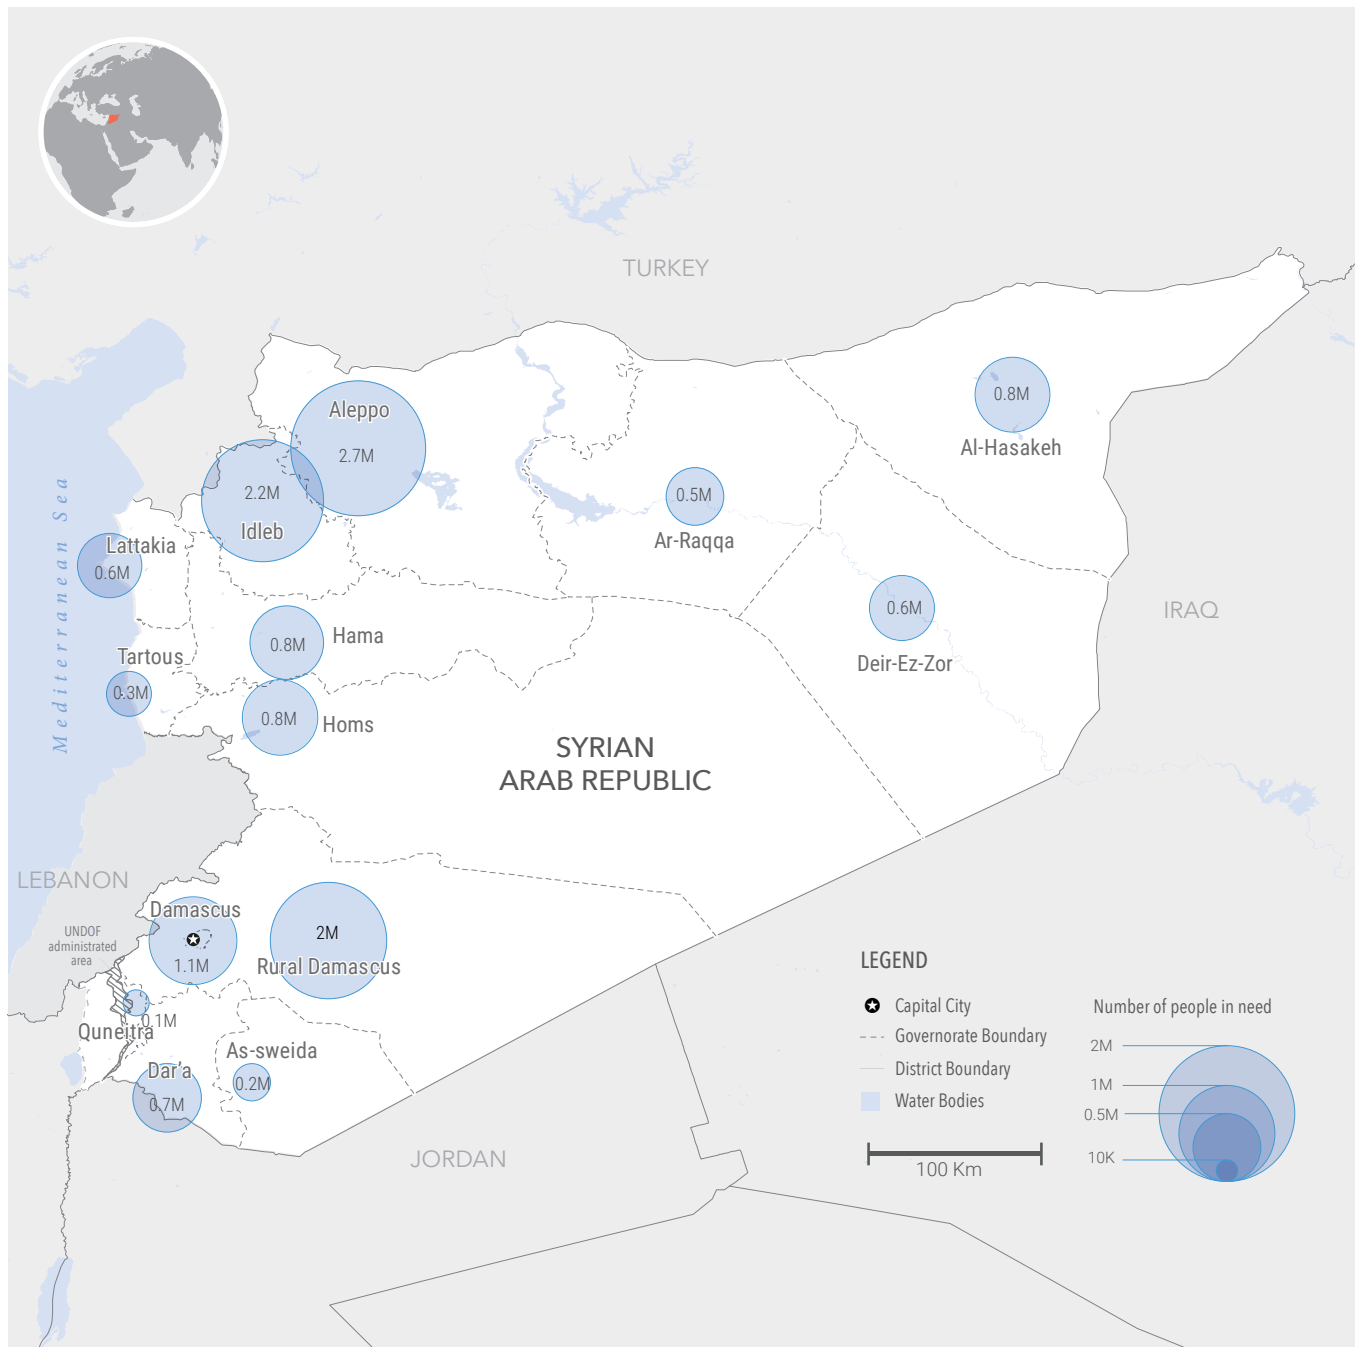 TURKEY
Aleppo
2.7M
0.8M
Al-Hasakeh
2.2M
Idleb
0.5M
Ar-Raqqa
Mediterranean Sea
Lattakia
0.6M
0.6M
Deir-Ez-Zor
IRAQ
0.8M
Hama
Tartous
0.3M
0.8M
Homs
SYRIAN
ARAB REPUBLIC
LEBANON
Damascus
1.1M
2M
Rural Damascus
UNDOF
administrated
area
0.1M
Quneitra
As-sweida
0.2M
Dar'a
0.7M
JORDAN
LEGEND
Capital City
Governorate Boundary
District Boundary
Water Bodies
100 Km
Number of people in need
2M
1M
0.5M
10K